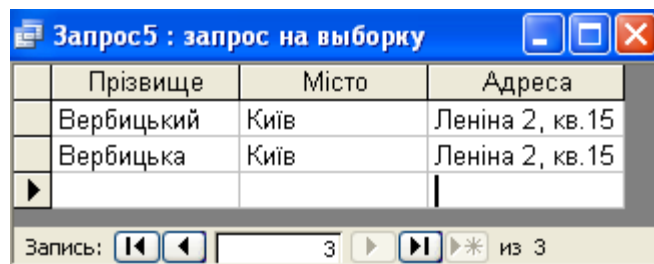 Запрос5 : запрос на выборку
Прізвище Місто Адреса
Вербицький Київ Леніна 2, кв.15
Вербицька Київ Леніна 2, кв.15
Запись: 3 из 3